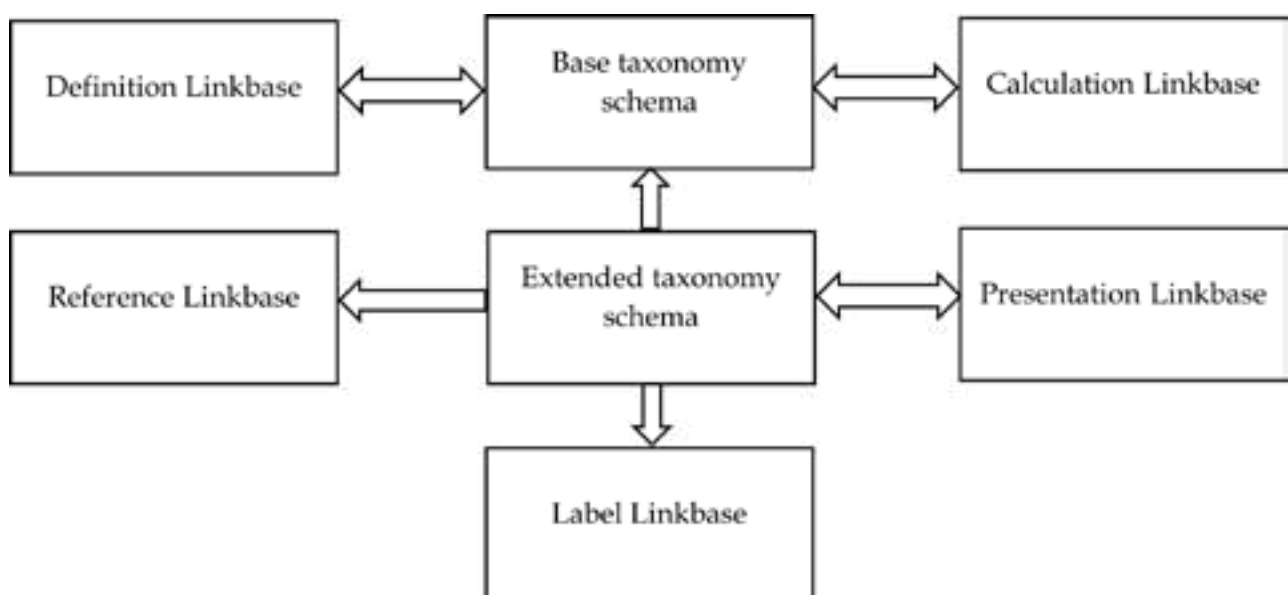 Definition Linkbase
Base taxonomy
schema
Calculation Linkbase
Reference Linkbase
Extended taxonomy
schema
Presentation Linkbase
Label Linkbase